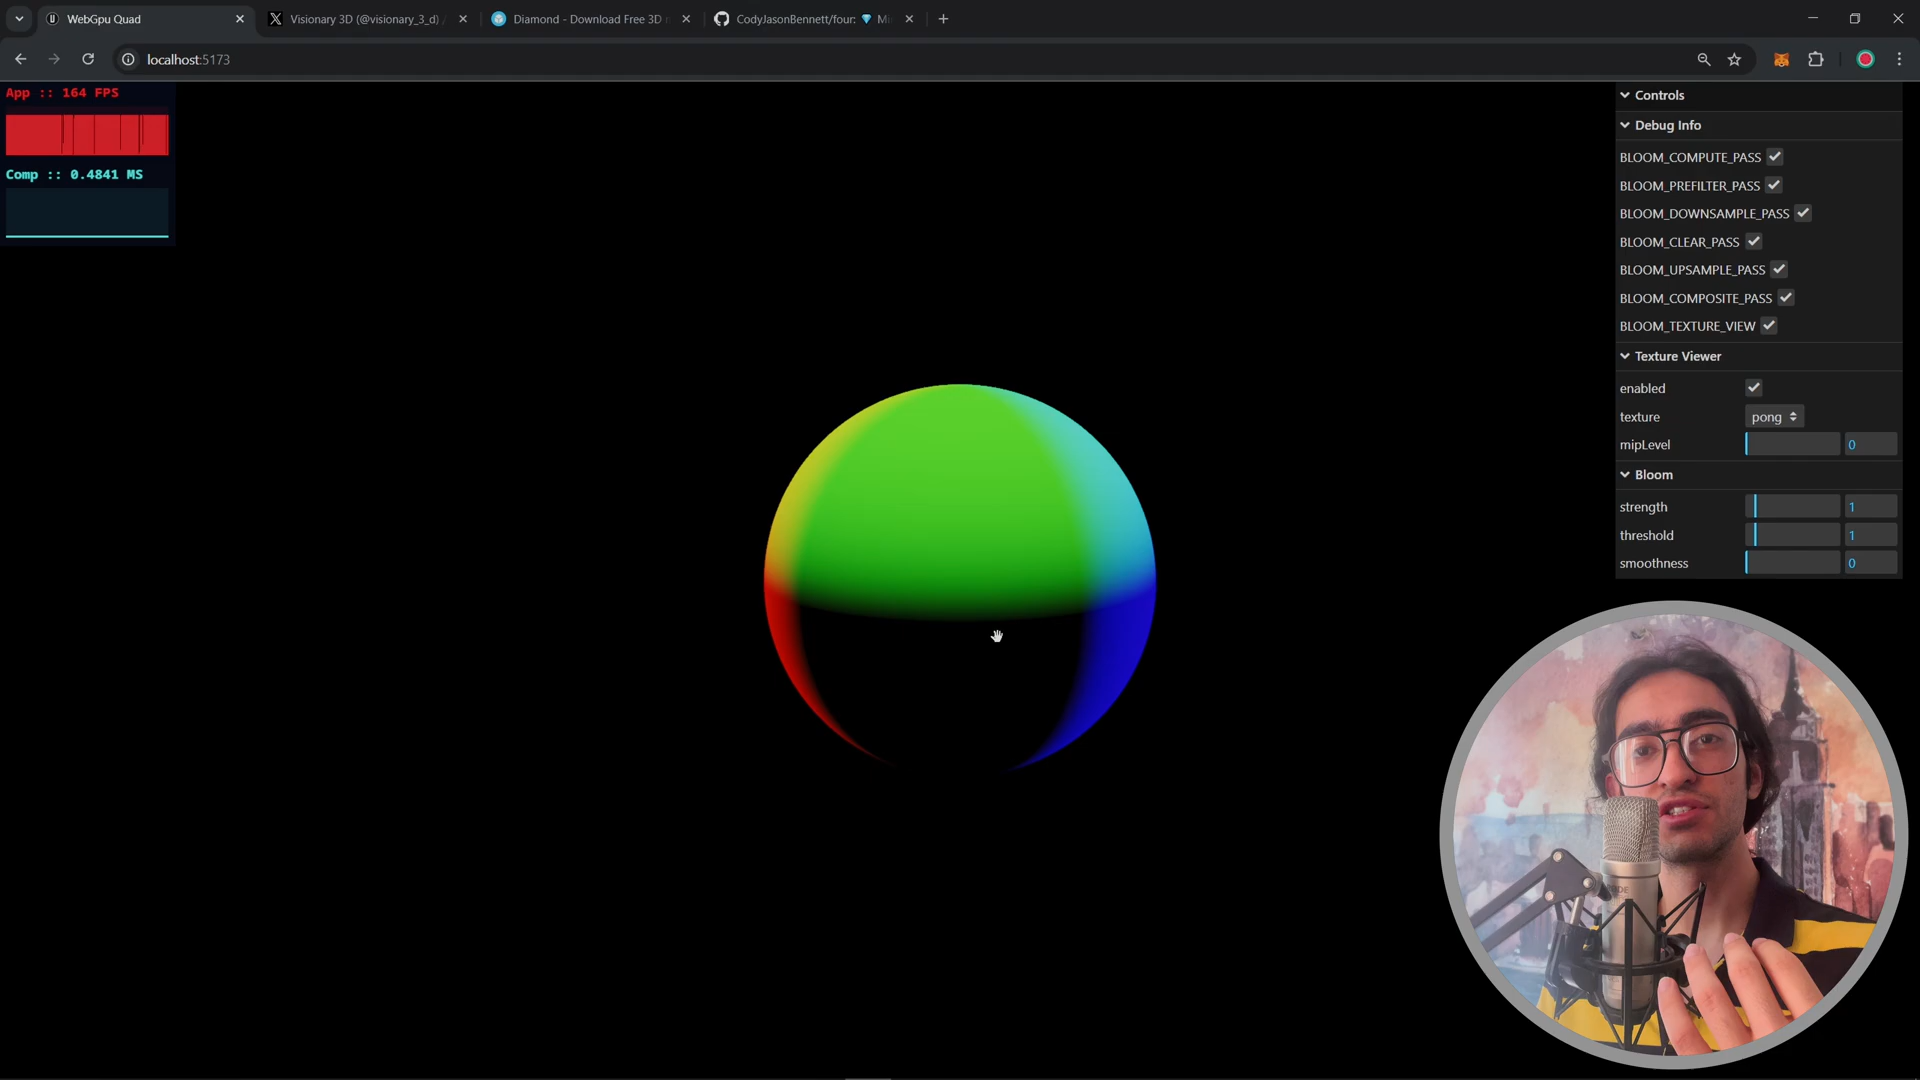 WebGpu Quad
Visionary 3D (@visionary_3_d) /
Diamond - Download Free 3D
CodyJasonBennett/four: 💎 Mi
localhost:5173
App :: 164 FPS
Comp :: 0.4841 MS
Controls
Debug Info
BLOOM_COMPUTE_PASS
BLOOM_PREFILTER_PASS
BLOOM_DOWNSAMPLE_PASS
BLOOM_CLEAR_PASS
BLOOM_UPSAMPLE_PASS
BLOOM_COMPOSITE_PASS
BLOOM_TEXTURE_VIEW
Texture Viewer
enabled
texture pong
mipLevel 0
Bloom
strength 1
threshold 1
smoothness 0